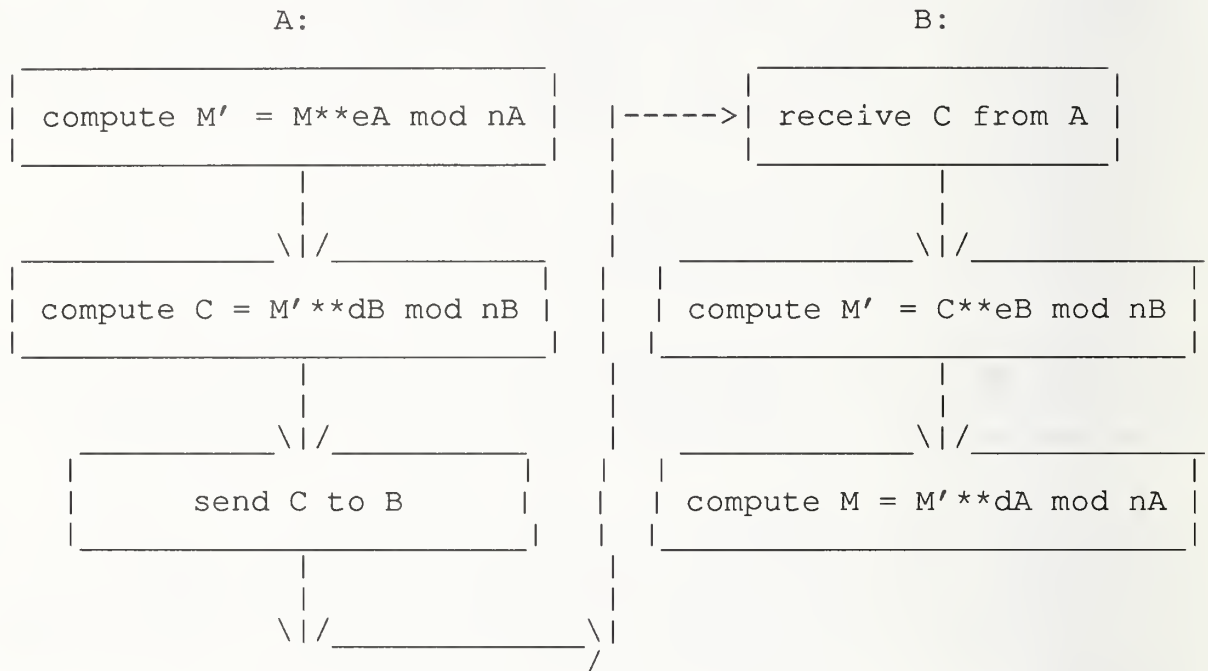 A:
compute M' = M**eA mod nA
compute C = M'**dB mod nB
send C to B
B:
receive C from A
compute M' = C**eB mod nB
compute M = M'**dA mod nA